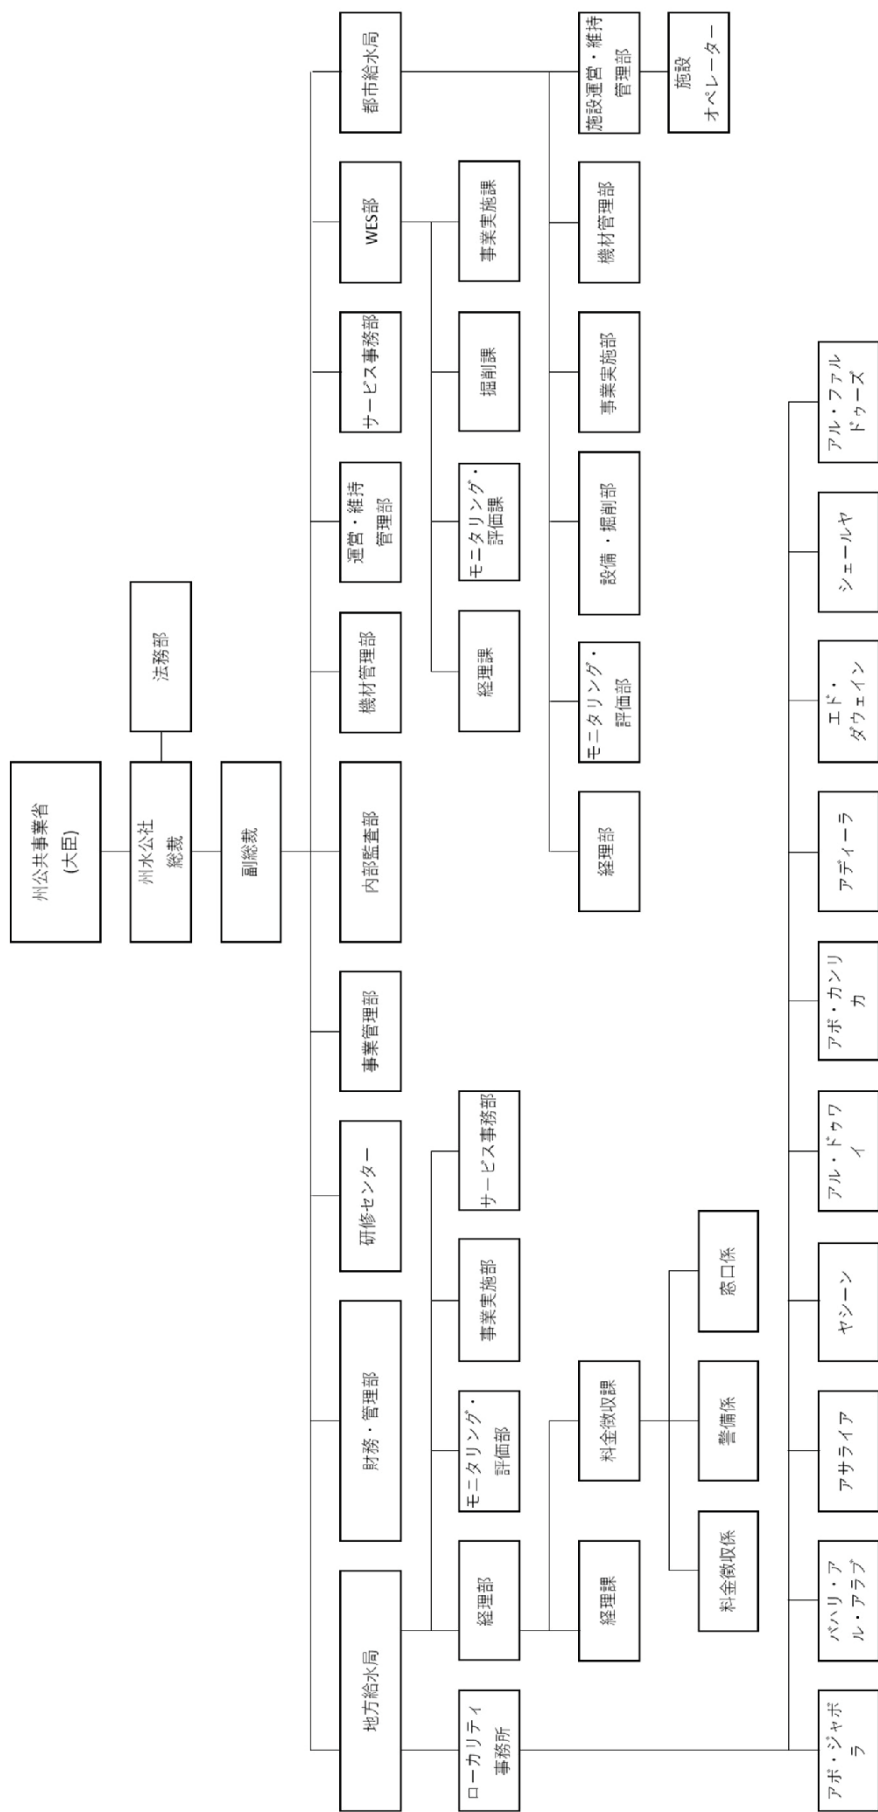 州公共事業省
(大臣)
州水公社
総裁
法務部
副総裁
地方給水局
財務・管理部
研修センター
事業管理部
内部監査部
機材管理部
運営・維持
管理部
サービス事務部
WES部
都市給水局
ローカリティ
事務所
経理部
モニタリング・
評価部
事業実施部
サービス事務部
経理課
モニタリング・
評価課
掘削課
事業実施課
経理課
料金徴収課
経理部
モニタリング・
評価部
設備・掘削部
事業実施部
機材管理部
施設運営・維持
管理部
料金徴収係
警備係
窓口係
施設
オペレーター
アボ・ジャボ
ラ
バハリ・ア
ル・アラブ
アサライア
ヤシーン
アル・ドゥワ
イ
アボ・カンリ
カ
アディーラ
エド・
ダウェイン
シェールヤ
アル・ファル
ドゥーズ